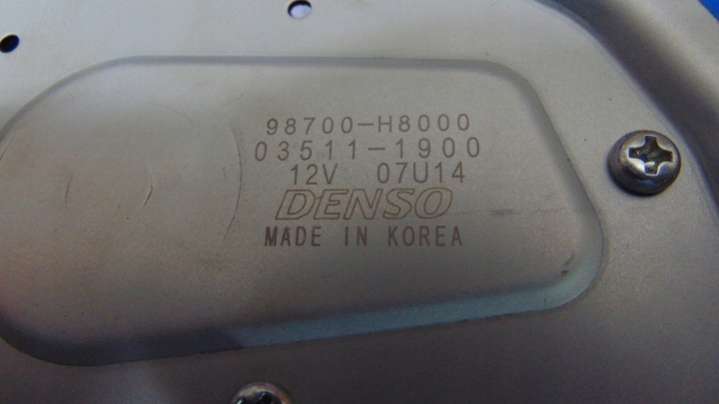 98700-H8000
03511-1900
12V 07U14
DENSO
MADE IN KOREA